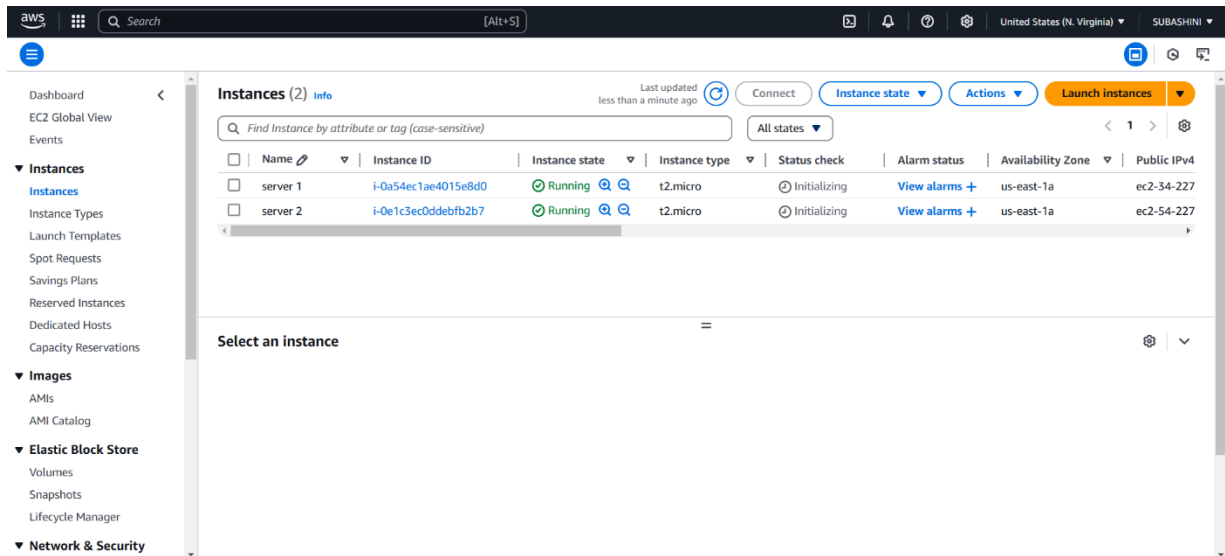 aws Search [Alt+S] United States (N. Virginia) SUBASHINI
Dashboard
EC2 Global View
Events
Instances
Instances
Instance Types
Launch Templates
Spot Requests
Savings Plans
Reserved Instances
Dedicated Hosts
Capacity Reservations
Images
AMIs
AMI Catalog
Elastic Block Store
Volumes
Snapshots
Lifecycle Manager
Network & Security
Instances (2) Info
Last updated
less than a minute ago
Connect Instance state Actions Launch instances
Find Instance by attribute or tag (case-sensitive) All states 1
Name Instance ID Instance state Instance type Status check Alarm status Availability Zone Public IPv4
server 1 i-0a54ec1ae4015e8d0 Running t2.micro Initializing View alarms + us-east-1a ec2-34-227
server 2 i-0e1c3ec0ddebfb2b7 Running t2.micro Initializing View alarms + us-east-1a ec2-54-227
Select an instance